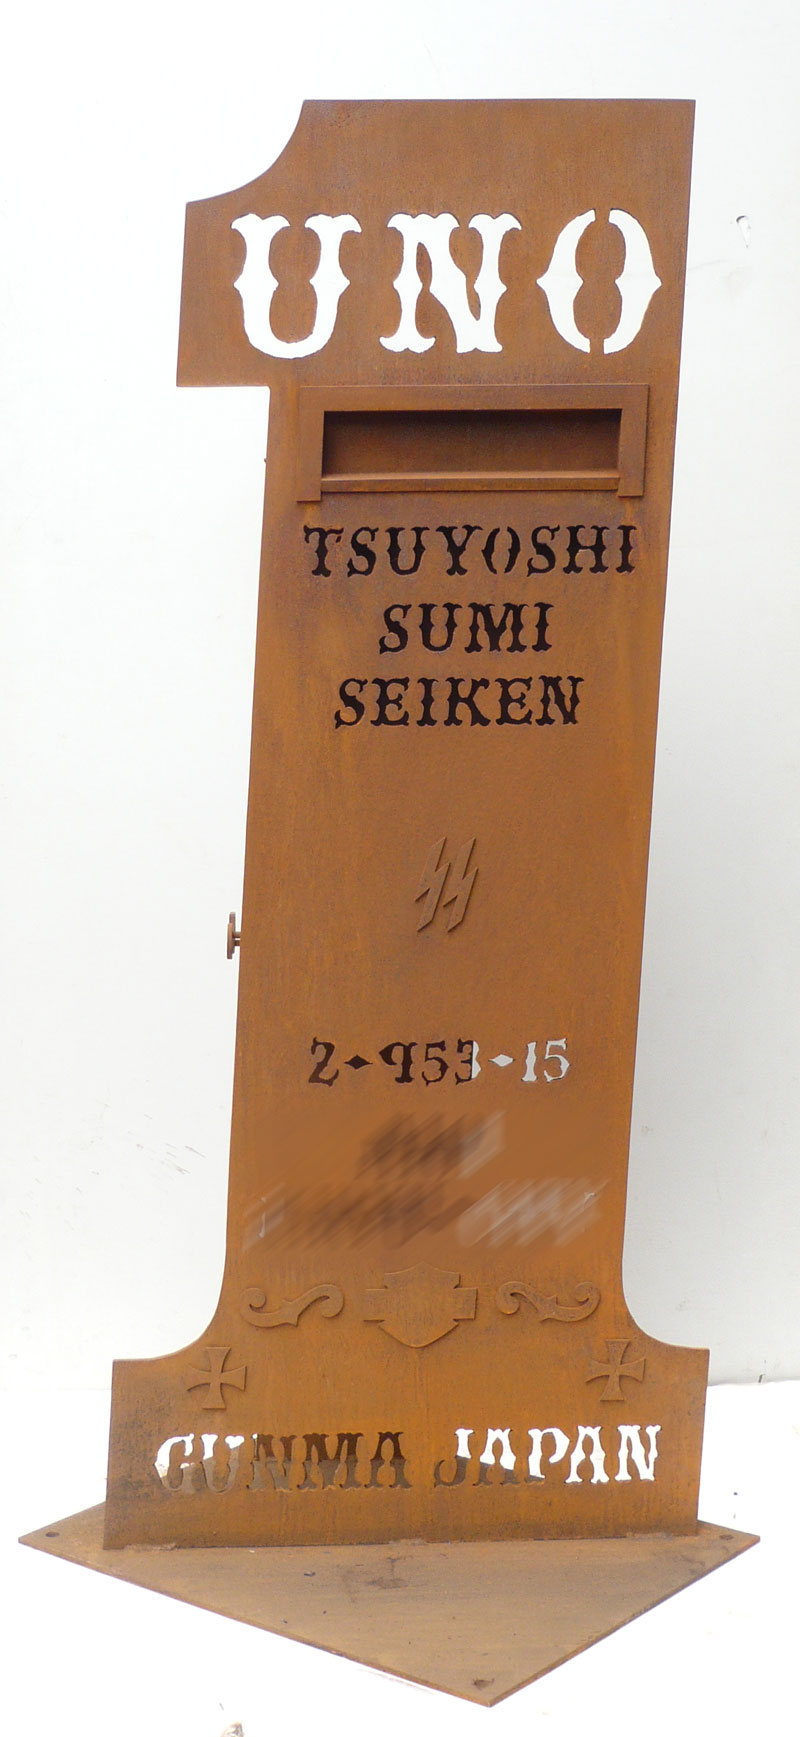 UNO
TSUYOSHI
SUMI
SEIKEN
2·953·15
GUNMA JAPAN